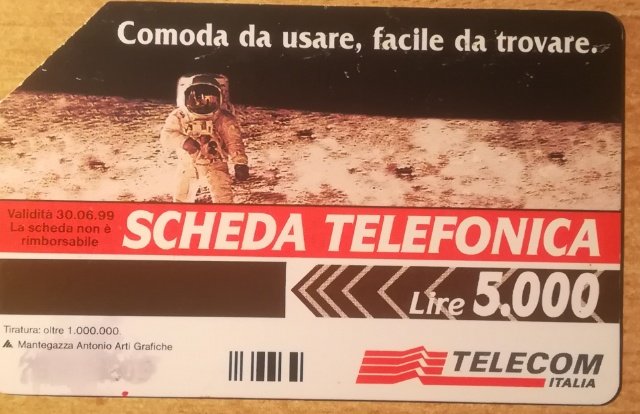 Comoda da usare, facile da trovare.
Validità 30.06.99
La scheda non è
rimborsabile
SCHEDA TELEFONICA
Lire 5.000
Tiratura: oltre 1.000.000.
Mantegazza Antonio Arti Grafiche
TELECOM
ITALIA